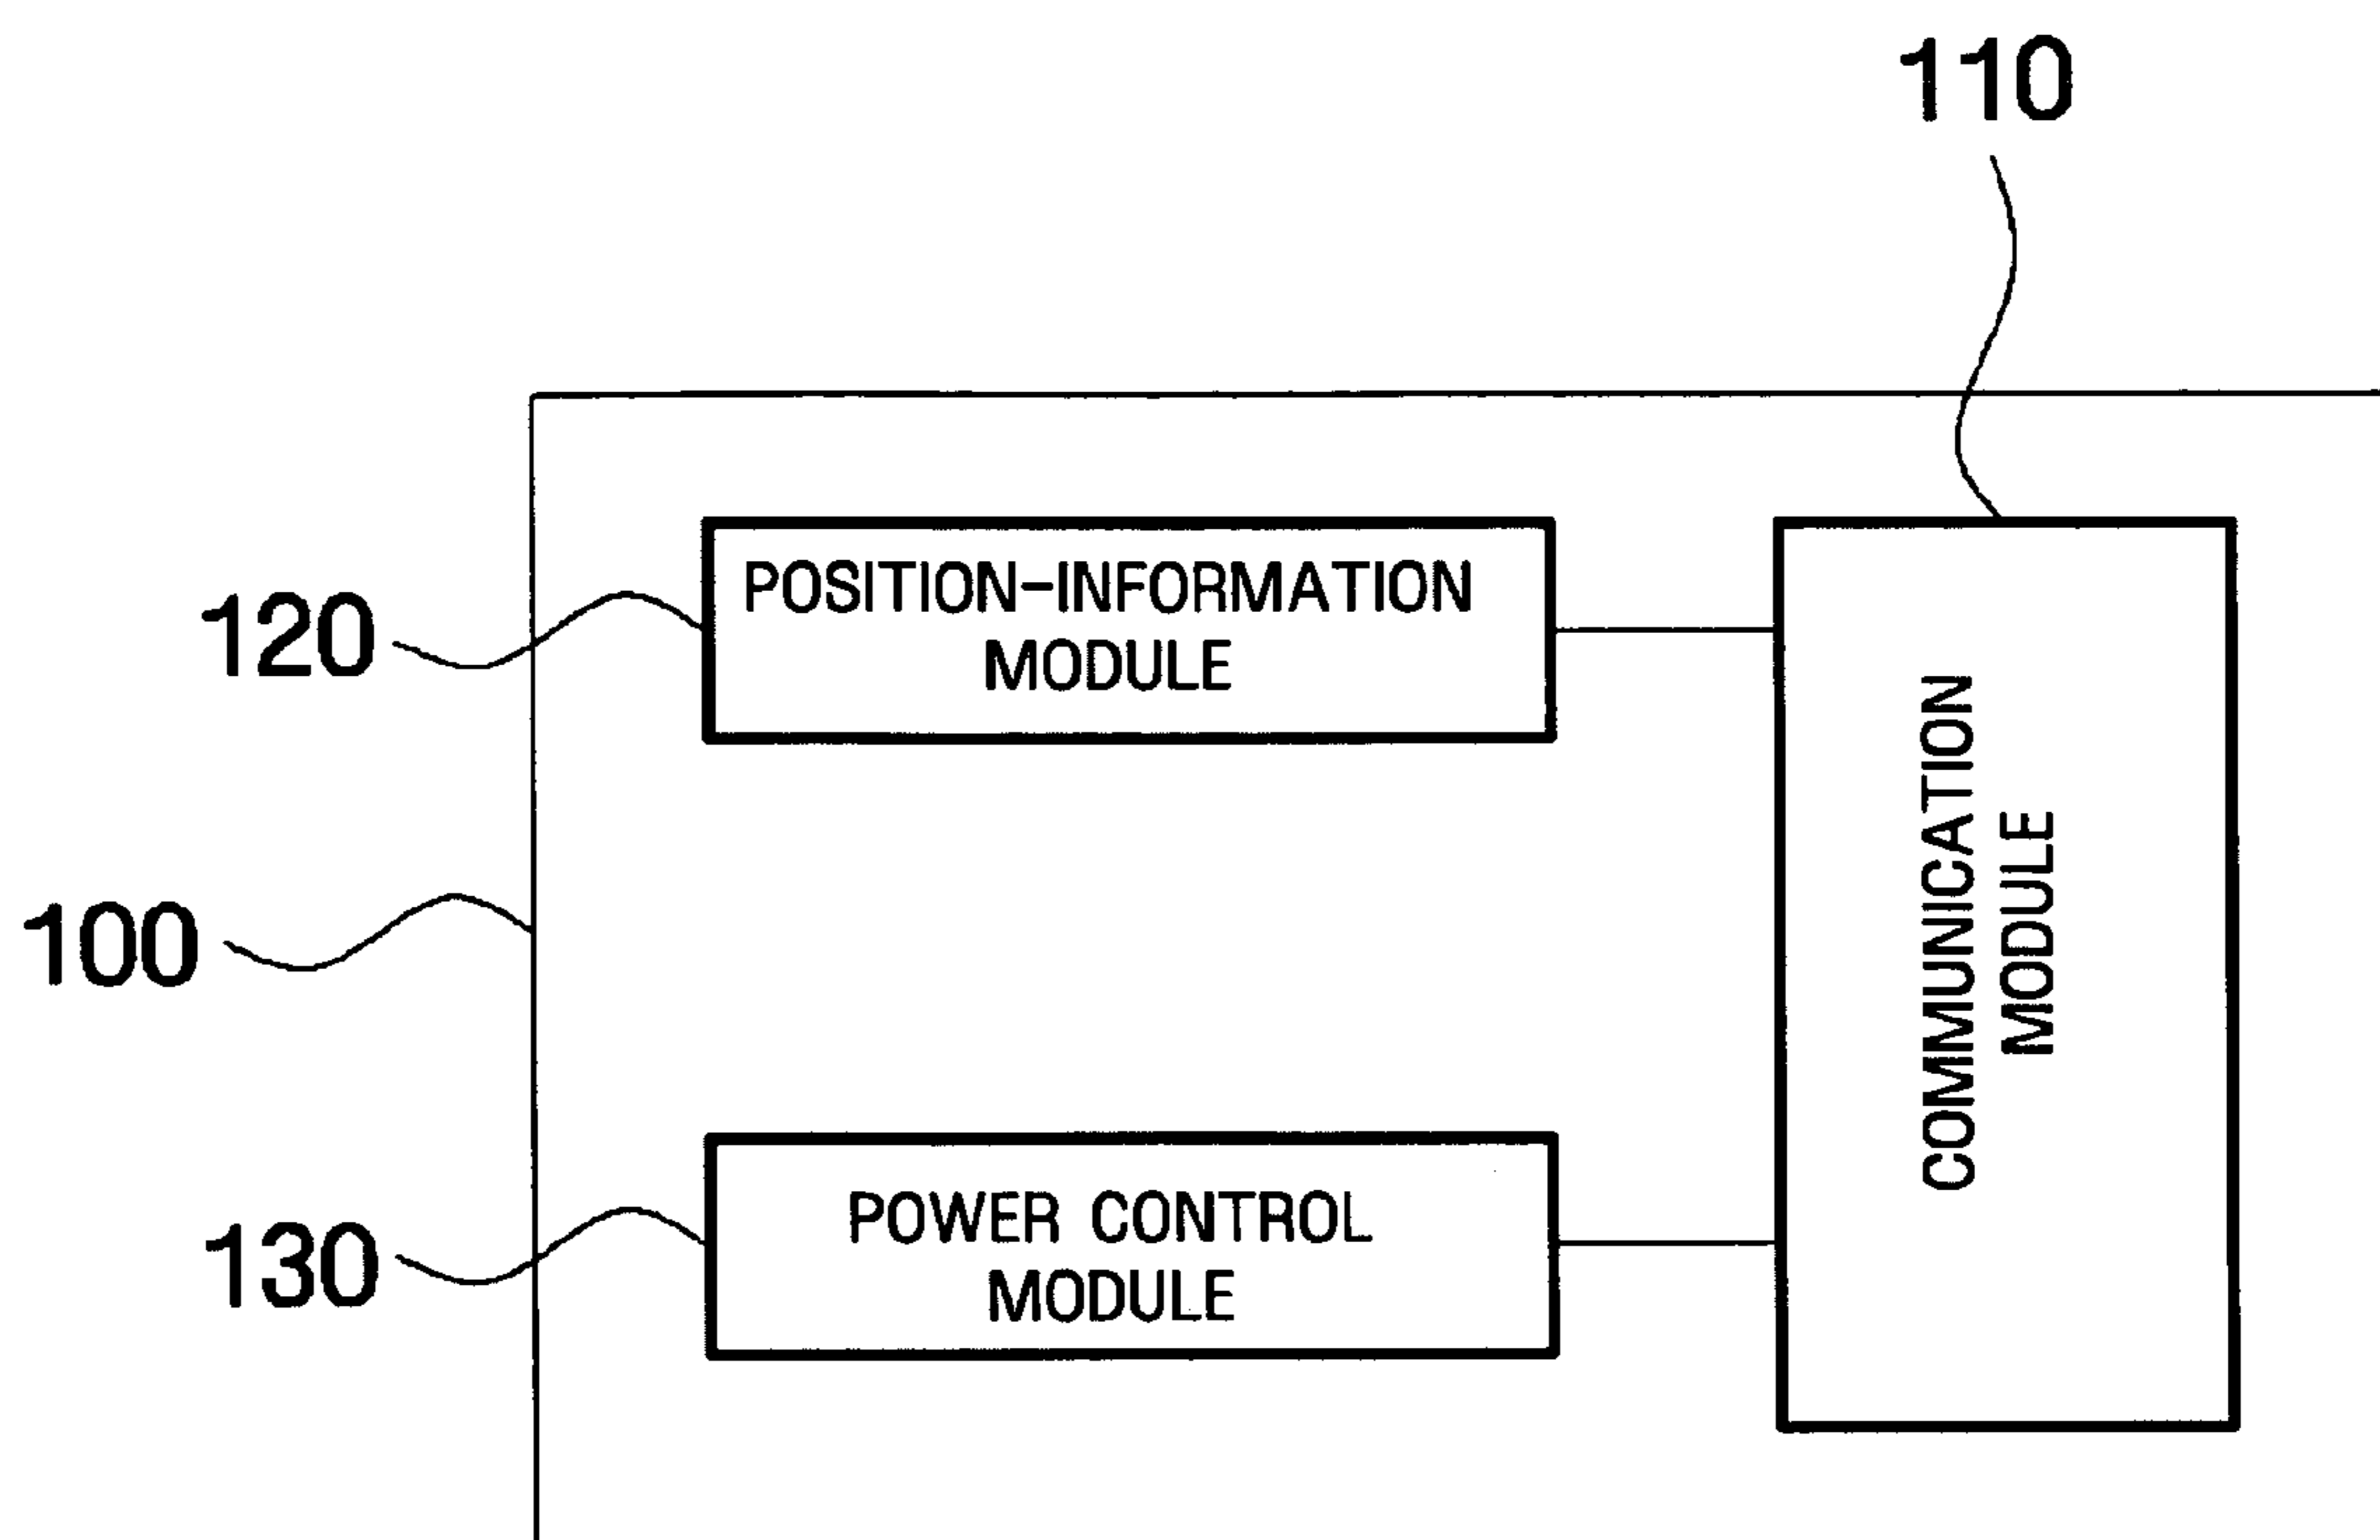 110
POSITION-INFORMATION
MODULE
120
COMMUNICATION
MODULE
100
POWER CONTROL
MODULE
130